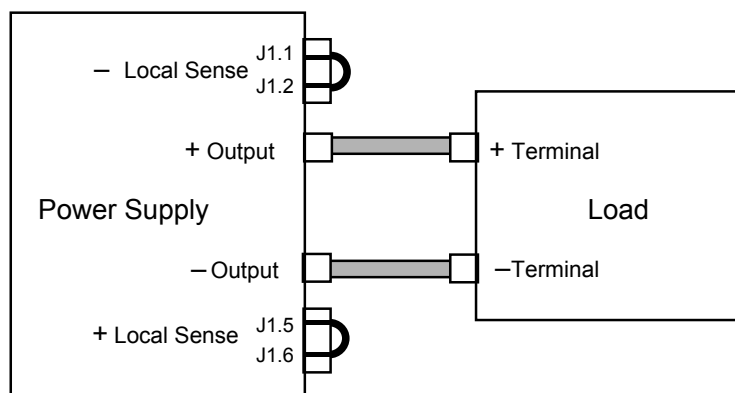 J1.1
– Local Sense
J1.2
+ Output
+ Terminal
Power Supply
Load
– Output
–Terminal
J1.5
+ Local Sense
J1.6